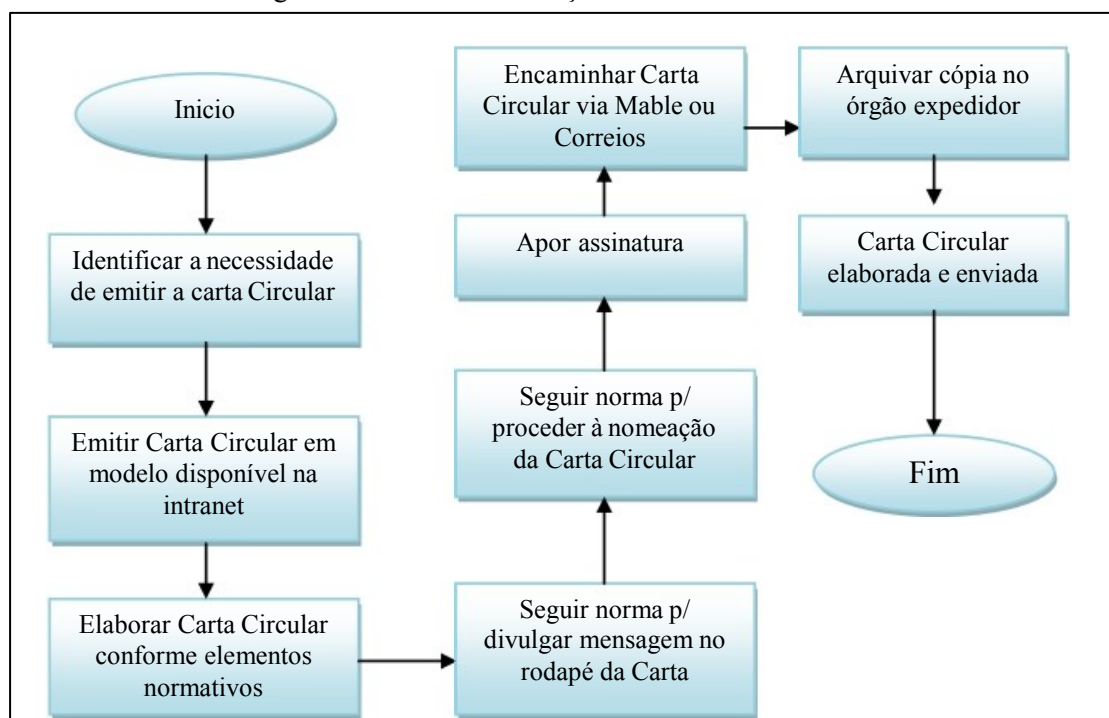 Inicio
Identificar a necessidade
de emitir a carta Circular
Emitir Carta Circular em
modelo disponível na
intranet
Elaborar Carta Circular
conforme elementos
normativos
Seguir norma p/
divulgar mensagem no
rodapé da Carta
Seguir norma p/
proceder à nomeação
da Carta Circular
Apor assinatura
Encaminhar Carta
Circular via Mable ou
Correios
Arquivar cópia no
órgão expedidor
Carta Circular
elaborada e enviada
Fim